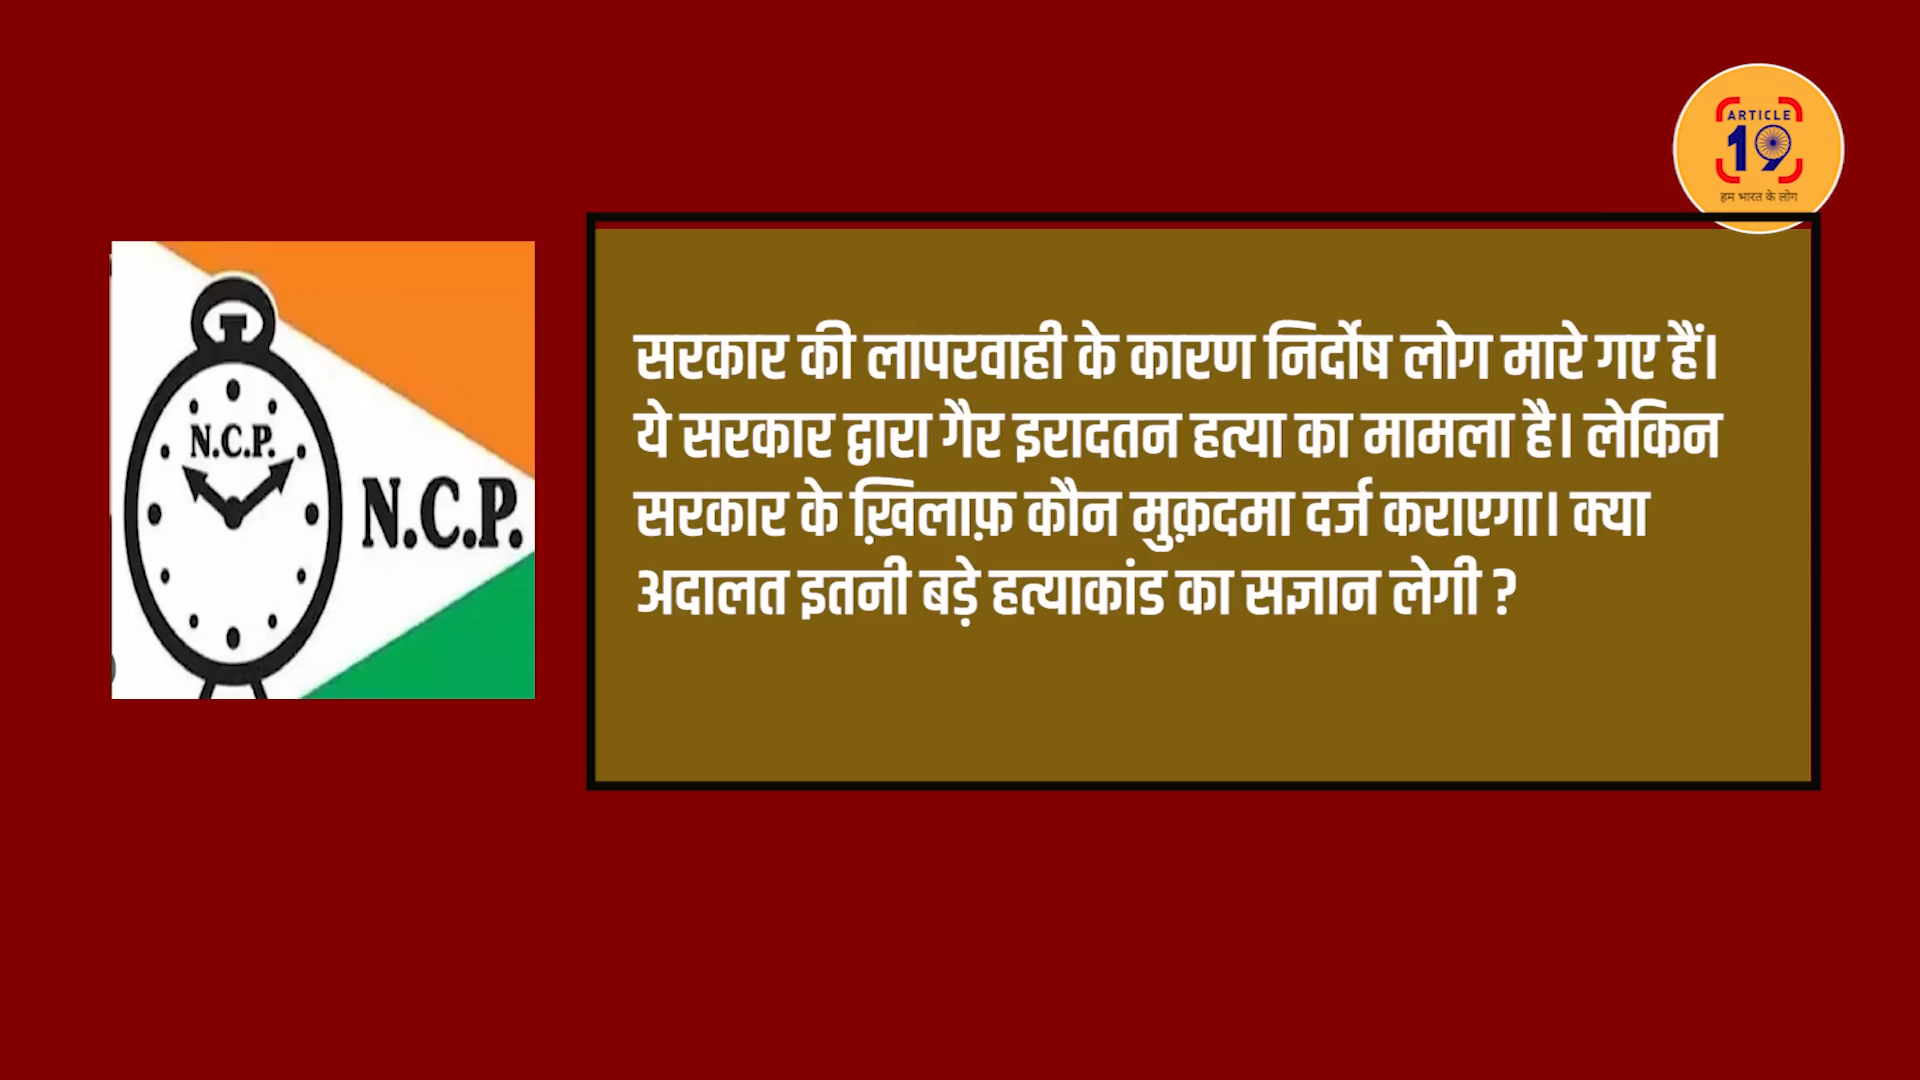 ARTICLE
19
हम भारत के लोग
N.C.P.
N.C.P.
सरकार की लापरवाही के कारण निर्दोष लोग मारे गए हैं।
ये सरकार द्वारा गैर इरादतन हत्या का मामला है। लेकिन
सरकार के ख़िलाफ़ कौन मुक़दमा दर्ज कराएगा। क्या
अदालत इतनी बड़े हत्याकांड का सज्ञान लेगी ?